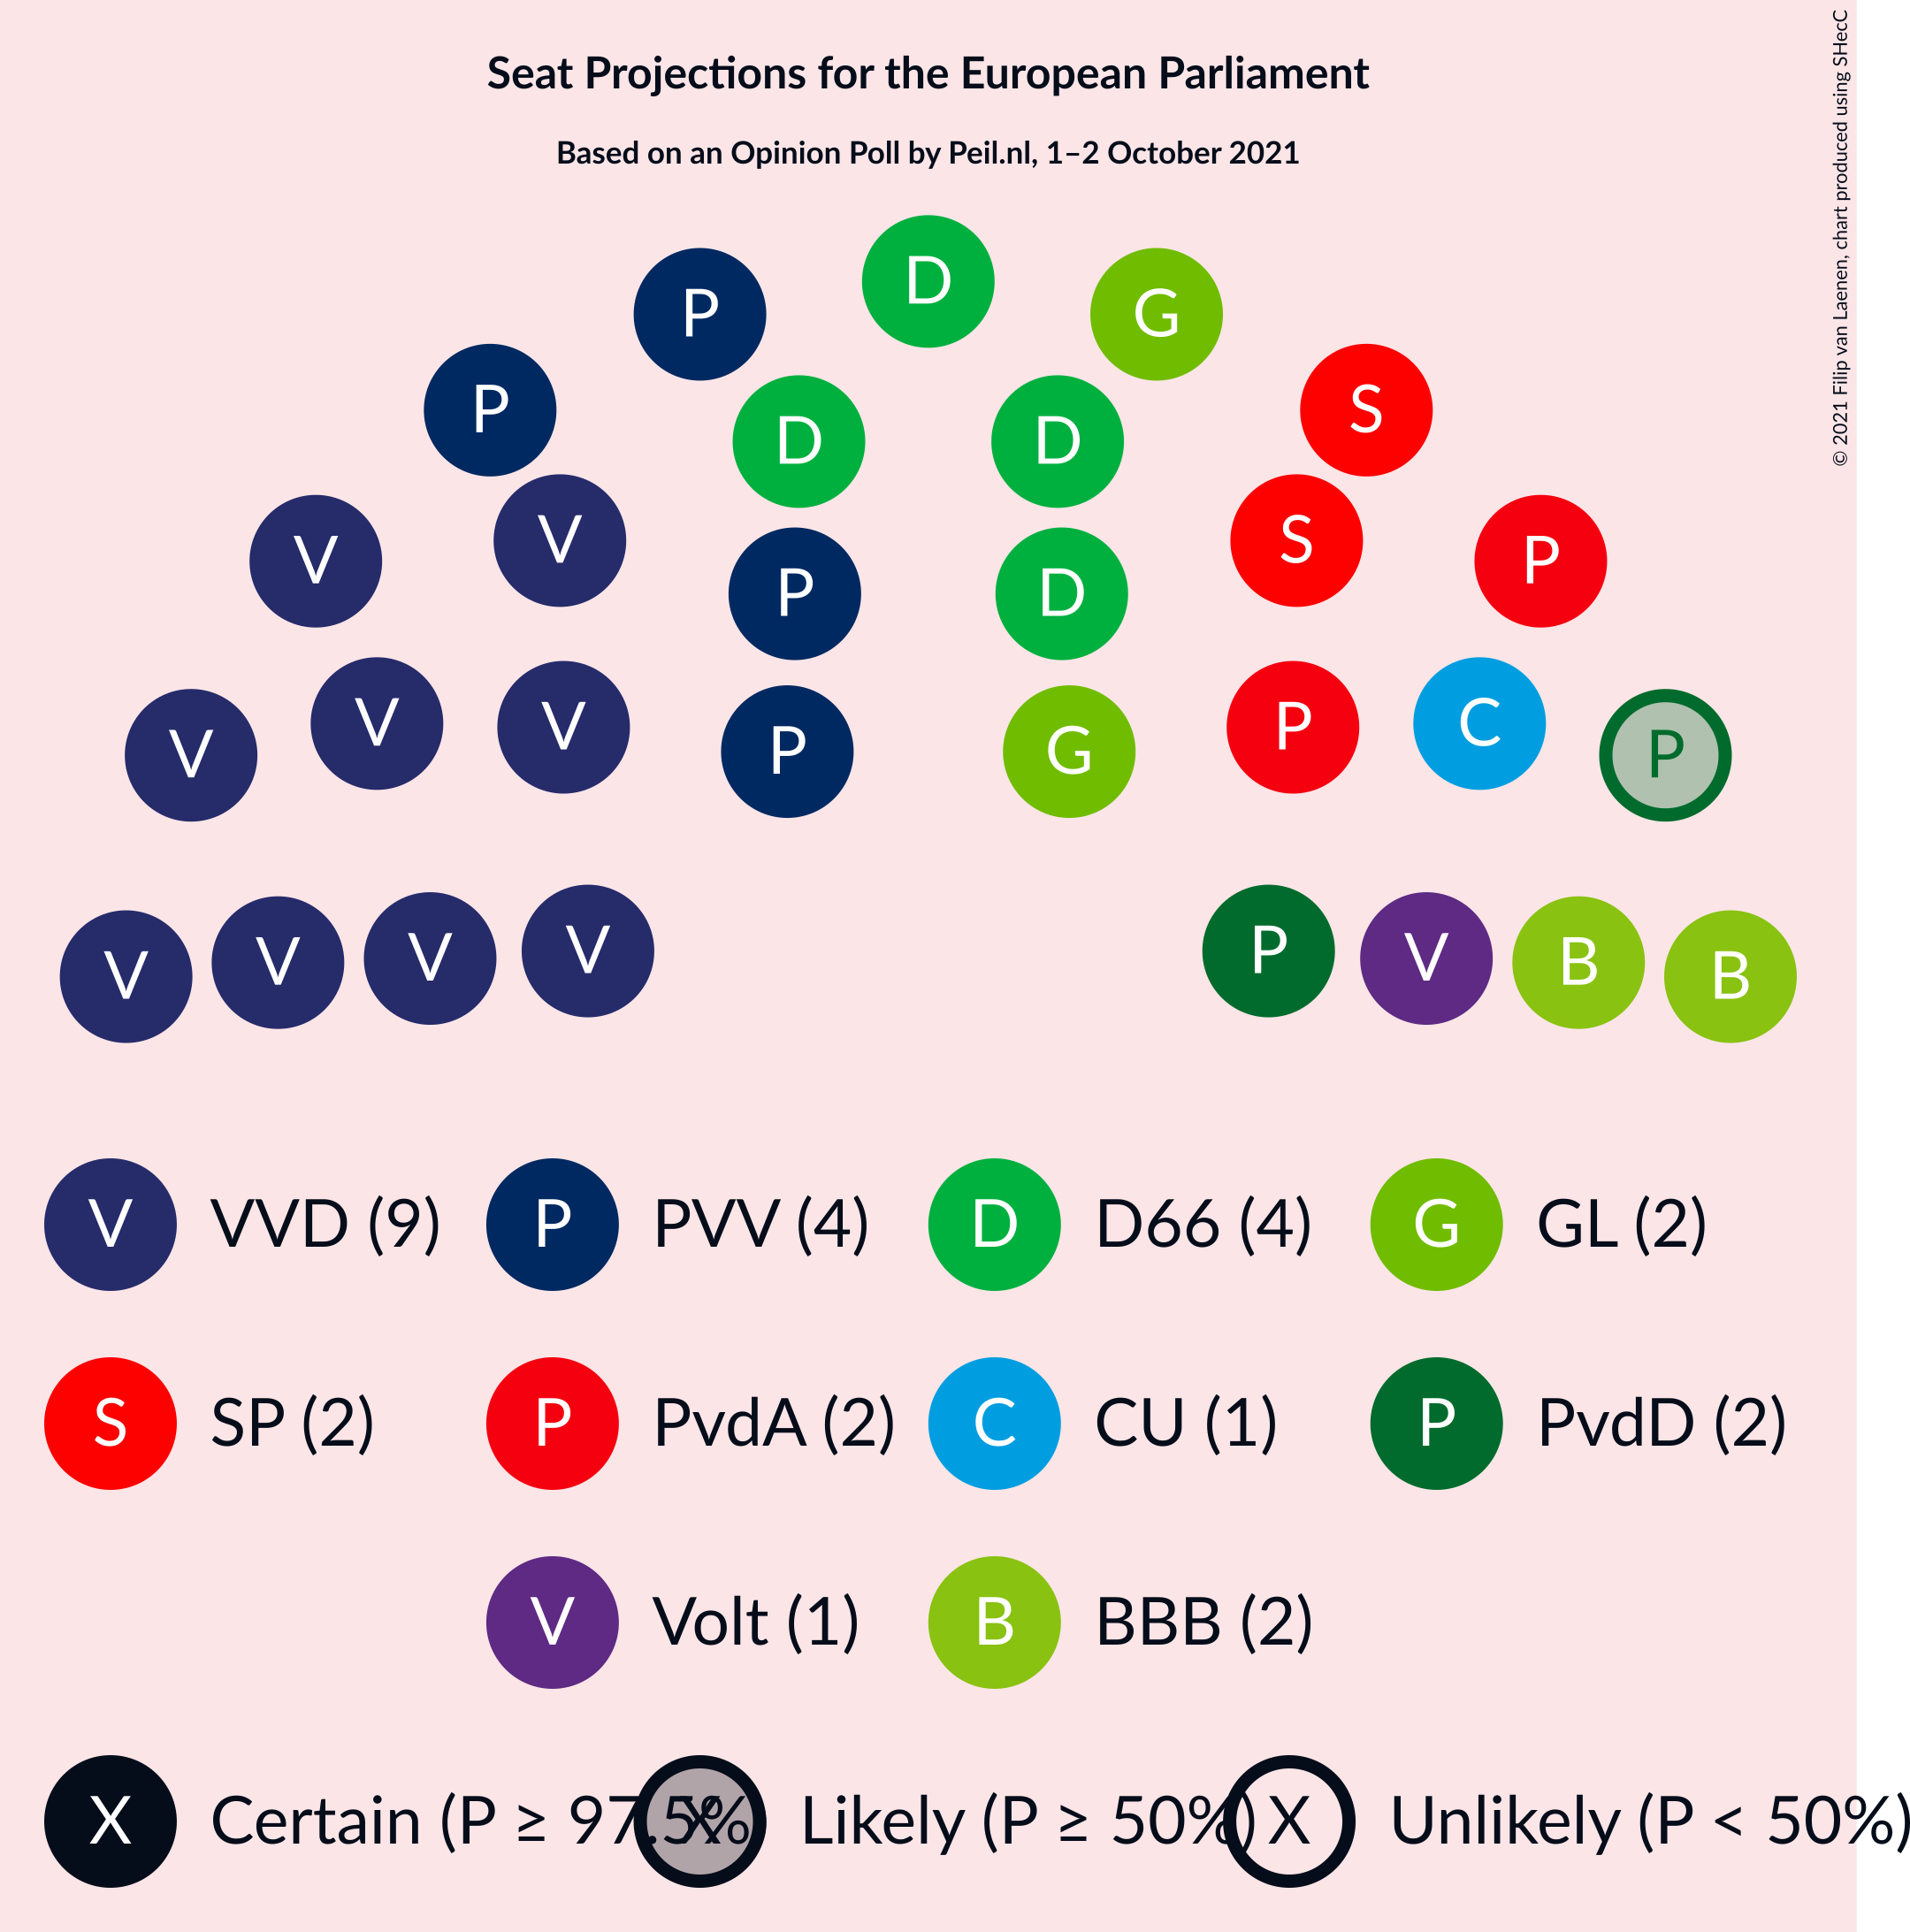 Seat Projections for the European Parliament
Based on an Opinion Poll by Peil.nl, 1–2 October 2021
© 2021 Filip van Laenen, chart produced using SHecC
D
P G
P S
D D
V V S P
P D
V V V P G P C P
V V V V P V B B
V VVD (9) P PVV (4) D D66 (4) G GL (2)
S SP (2) P PvdA (2) C CU (1) P PvdD (2)
V Volt (1) B BBB (2)
X Certain (P ≥ 97.5% X Likely (P ≥ 50%) X Unlikely (P < 50%)